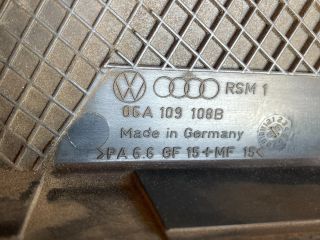 RSM 1
06A 109 108B
Made in Germany
>PA 6.6 GF 15+MF 15<